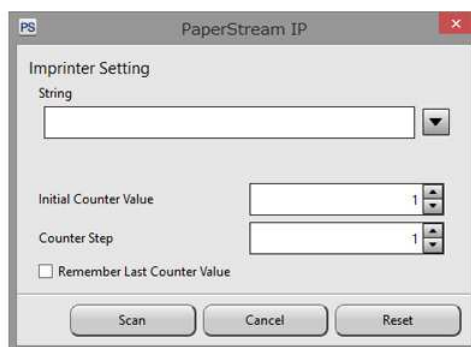 PS PaperStream IP
Imprinter Setting
String
Initial Counter Value 1
Counter Step 1
Remember Last Counter Value
Scan Cancel Reset